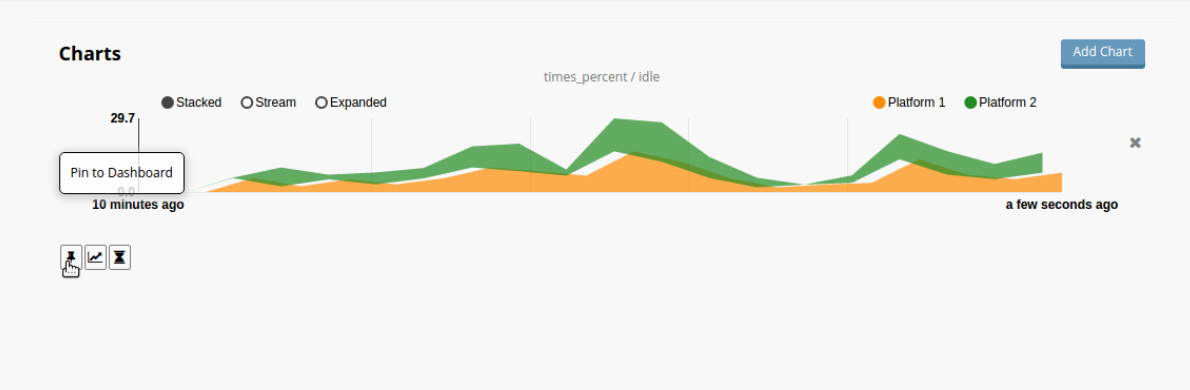 Charts
Add Chart
times_percent / idle
Stacked Stream Expanded
Platform 1 Platform 2
29.7
Pin to Dashboard
0.0
10 minutes ago
a few seconds ago